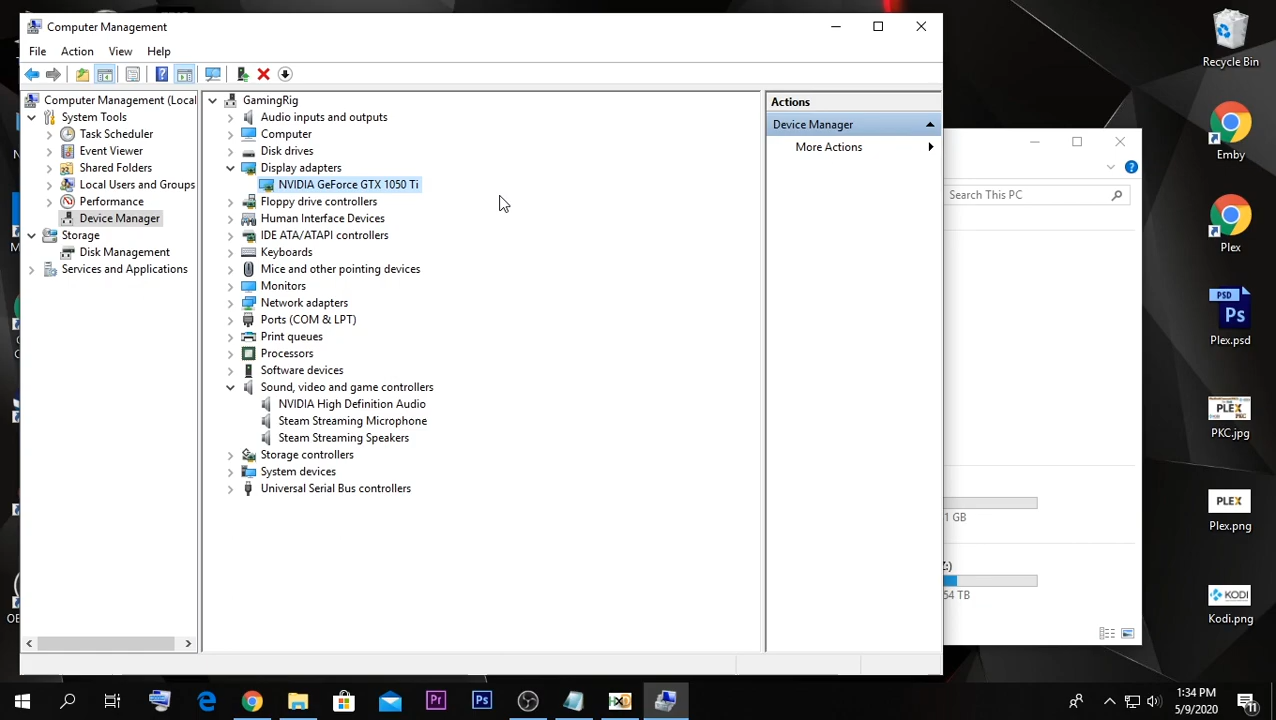 Computer Management
File Action View Help
Computer Management (Local
System Tools
Task Scheduler
Event Viewer
Shared Folders
Local Users and Groups
Performance
Device Manager
Storage
Disk Management
Services and Applications
GamingRig
Audio inputs and outputs
Computer
Disk drives
Display adapters
NVIDIA GeForce GTX 1050 Ti
Floppy drive controllers
Human Interface Devices
IDE ATA/ATAPI controllers
Keyboards
Mice and other pointing devices
Monitors
Network adapters
Ports (COM & LPT)
Print queues
Processors
Software devices
Sound, video and game controllers
NVIDIA High Definition Audio
Steam Streaming Microphone
Steam Streaming Speakers
Storage controllers
System devices
Universal Serial Bus controllers
Actions
Device Manager
More Actions
Search This PC
1 GB
:)
54 TB
Recycle Bin
Emby
Plex
PSD
Ps
Plex.psd
PLEX
PKC
PKC.jpg
PLEX
Plex.png
KODI
Kodi.png
Pr
Ps
1:34 PM
5/9/2020
11